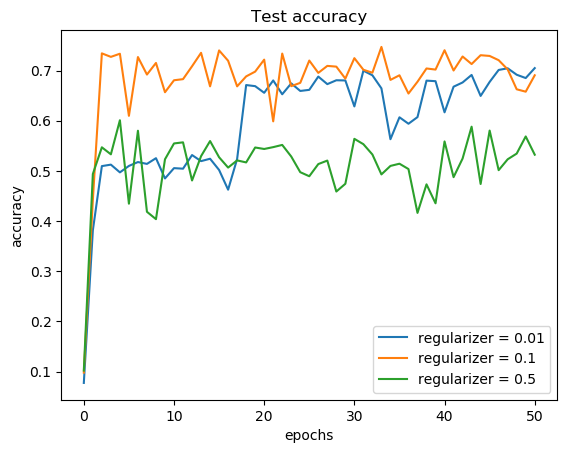 Test accuracy
accuracy
0.7
0.6
0.5
0.4
0.3
0.2
0.1
regularizer = 0.01
regularizer = 0.1
regularizer = 0.5
0
10
20
30
40
50
epochs